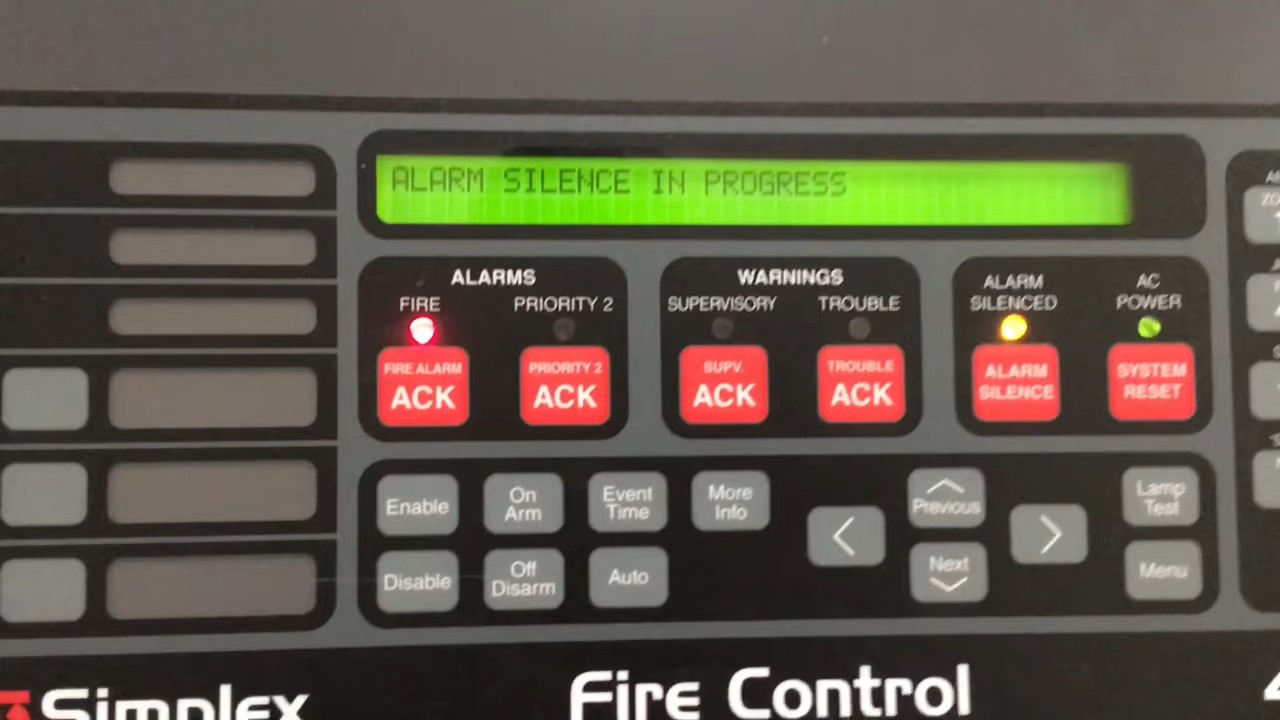 ALARM SILENCE IN PROGRESS
ALARMS
WARNINGS
FIRE
PRIORITY 2
SUPERVISORY
TROUBLE
ALARM
SILENCED
AC
POWER
FIRE ALARM
ACK
PRIORITY 2
ACK
SUPV.
ACK
TROUBLE
ACK
ALARM
SILENCE
SYSTEM
RESET
Enable
On
Arm
Event
Time
More
Info
Previous
Lamp
Test
Disable
Off
Disarm
Auto
Next
Menu
Simplex
Fire Control